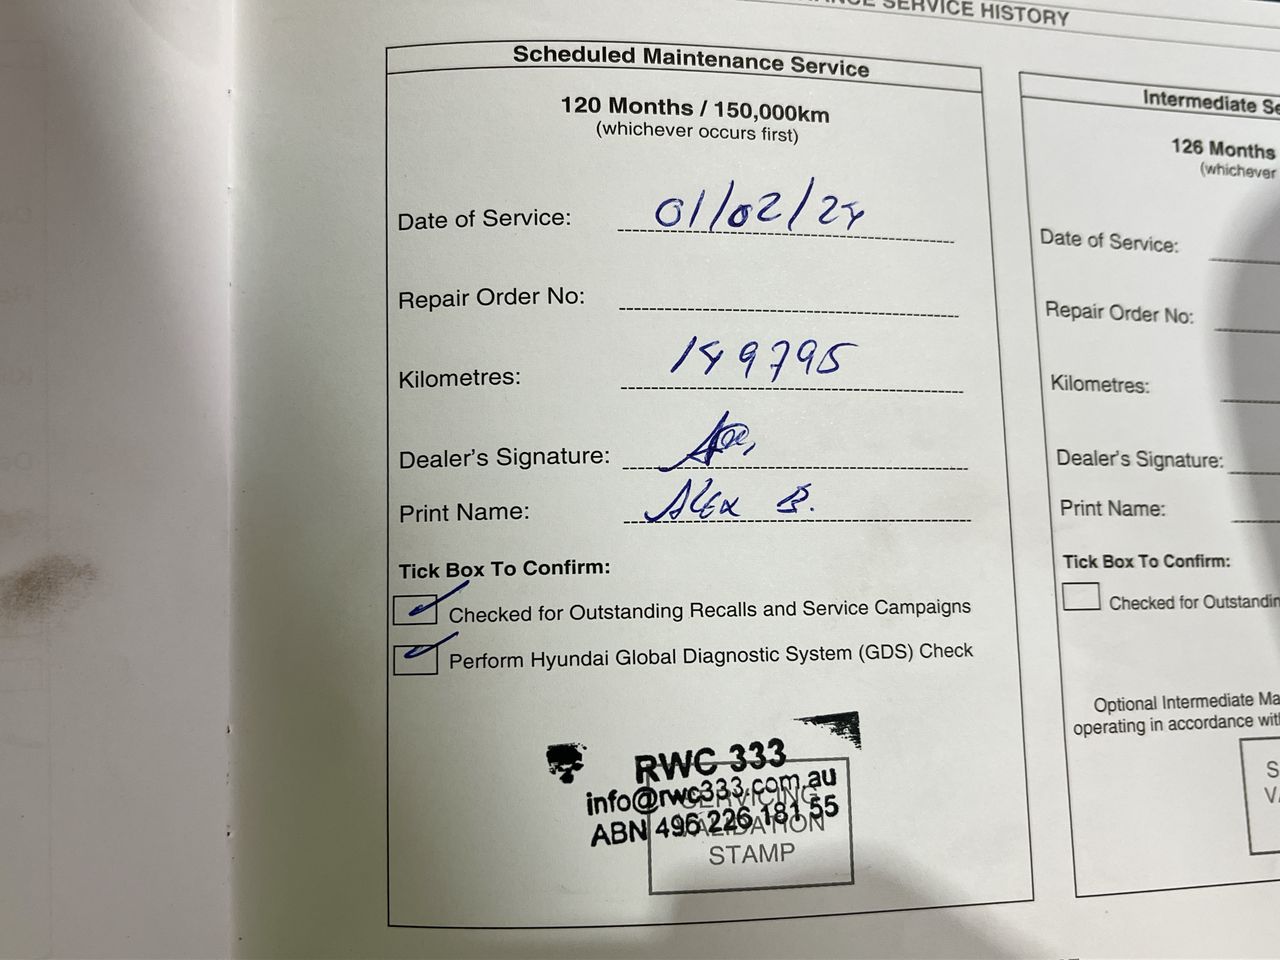 SERVICE HISTORY
Scheduled Maintenance Service
120 Months / 150,000km
(whichever occurs first)
Date of Service: 01/02/24
Repair Order No:
Kilometres: 149795
Dealer's Signature:
Print Name: Alex B.
Tick Box To Confirm:
Checked for Outstanding Recalls and Service Campaigns
Perform Hyundai Global Diagnostic System (GDS) Check
RWC 333
info@rwc333.com.au
ABN 496 226 181 55
SERVICING
VALIDATION
STAMP
Intermediate
126 Months
(whichever
Date of Service:
Repair Order No:
Kilometres:
Dealer's Signature:
Print Name:
Tick Box To Confirm:
Checked for
Optional Intermediate
operating in accordance